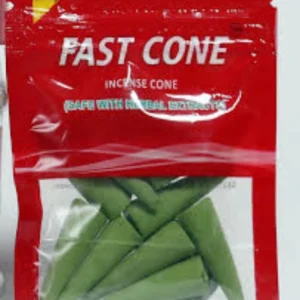 FAST CONE
INCENSE CONE
(SAFE WITH HERBAL EXTRACTS)